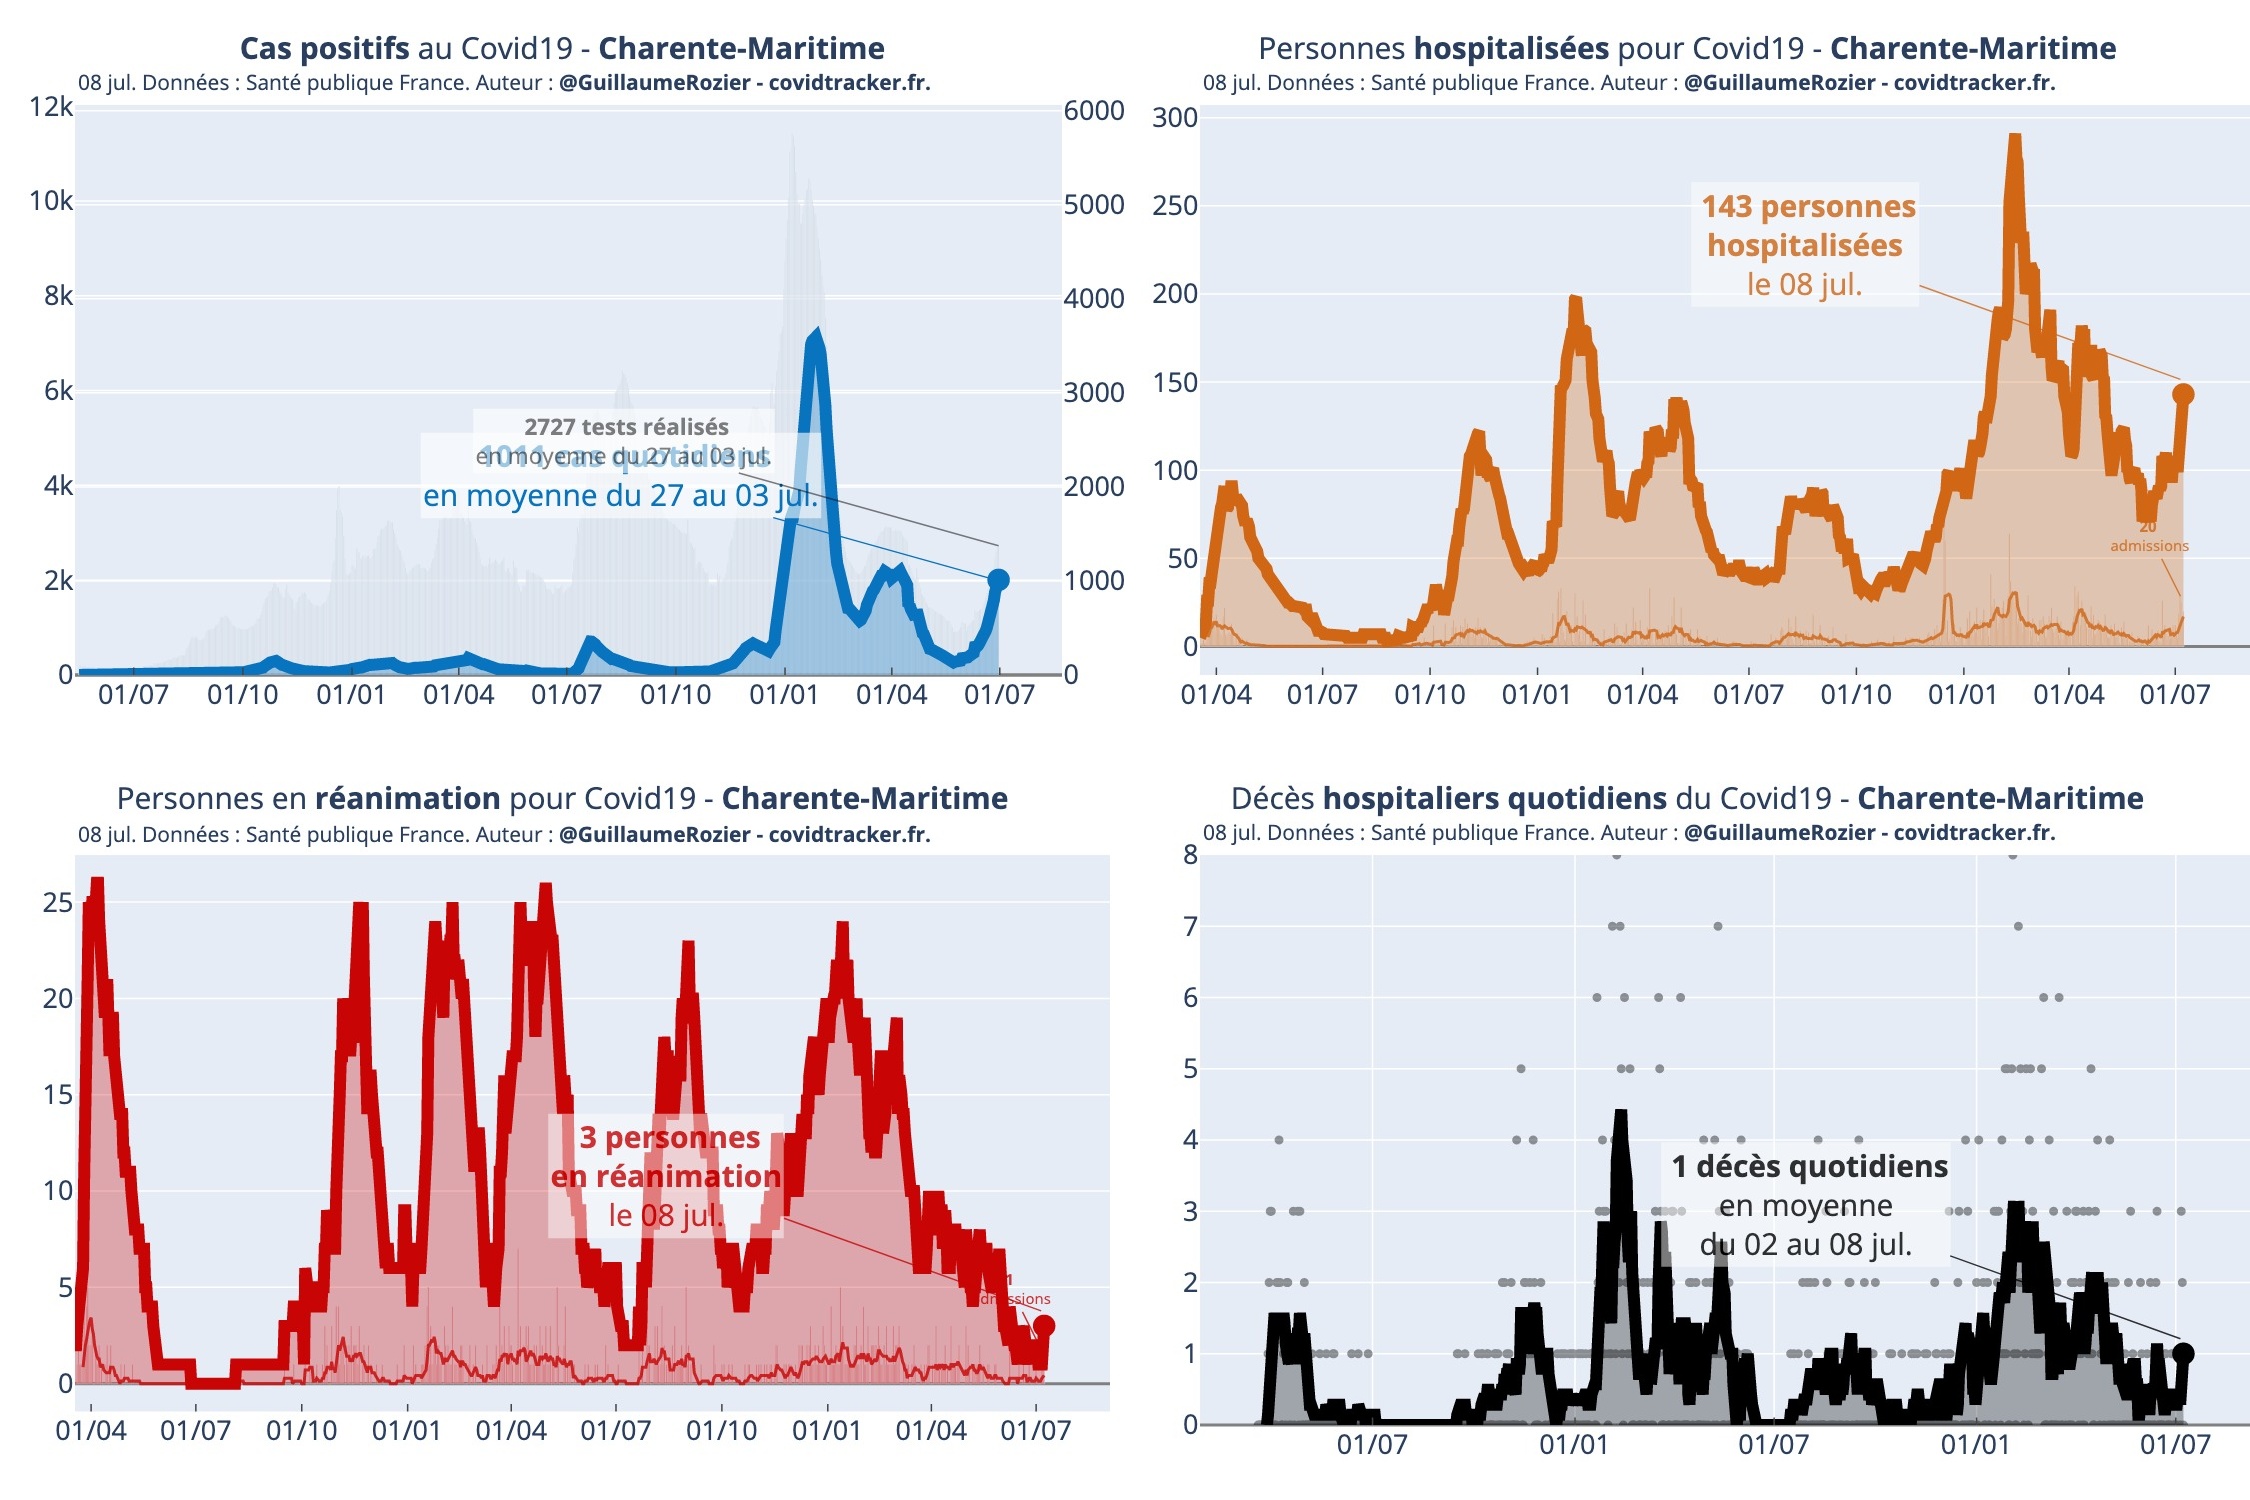 Cas positifs au Covid19 - Charente-Maritime
08 jul. Données : Santé publique France. Auteur : @GuillaumeRozier - covidtracker.fr.
12k
10k
8k
6k
4k
2k
0
6000
5000
4000
3000
2000
1000
0
2727 tests réalisés
en moyenne du 27 au 03 jul.
1011 cas quotidiens
en moyenne du 27 au 03 jul.
01/07 01/10 01/01 01/04 01/07 01/10 01/01 01/04 01/07
Personnes hospitalisées pour Covid19 - Charente-Maritime
08 jul. Données : Santé publique France. Auteur : @GuillaumeRozier - covidtracker.fr.
300
250
200
150
100
50
0
143 personnes
hospitalisées
le 08 jul.
20
admissions
01/04 01/07 01/10 01/01 01/04 01/07 01/10 01/01 01/04 01/07
Personnes en réanimation pour Covid19 - Charente-Maritime
08 jul. Données : Santé publique France. Auteur : @GuillaumeRozier - covidtracker.fr.
25
20
15
10
5
0
3 personnes
en réanimation
le 08 jul.
1
admissions
01/04 01/07 01/10 01/01 01/04 01/07 01/10 01/01 01/04 01/07
Décès hospitaliers quotidiens du Covid19 - Charente-Maritime
08 jul. Données : Santé publique France. Auteur : @GuillaumeRozier - covidtracker.fr.
8
7
6
5
4
3
2
1
0
1 décès quotidiens
en moyenne
du 02 au 08 jul.
01/07 01/01 01/07 01/01 01/07